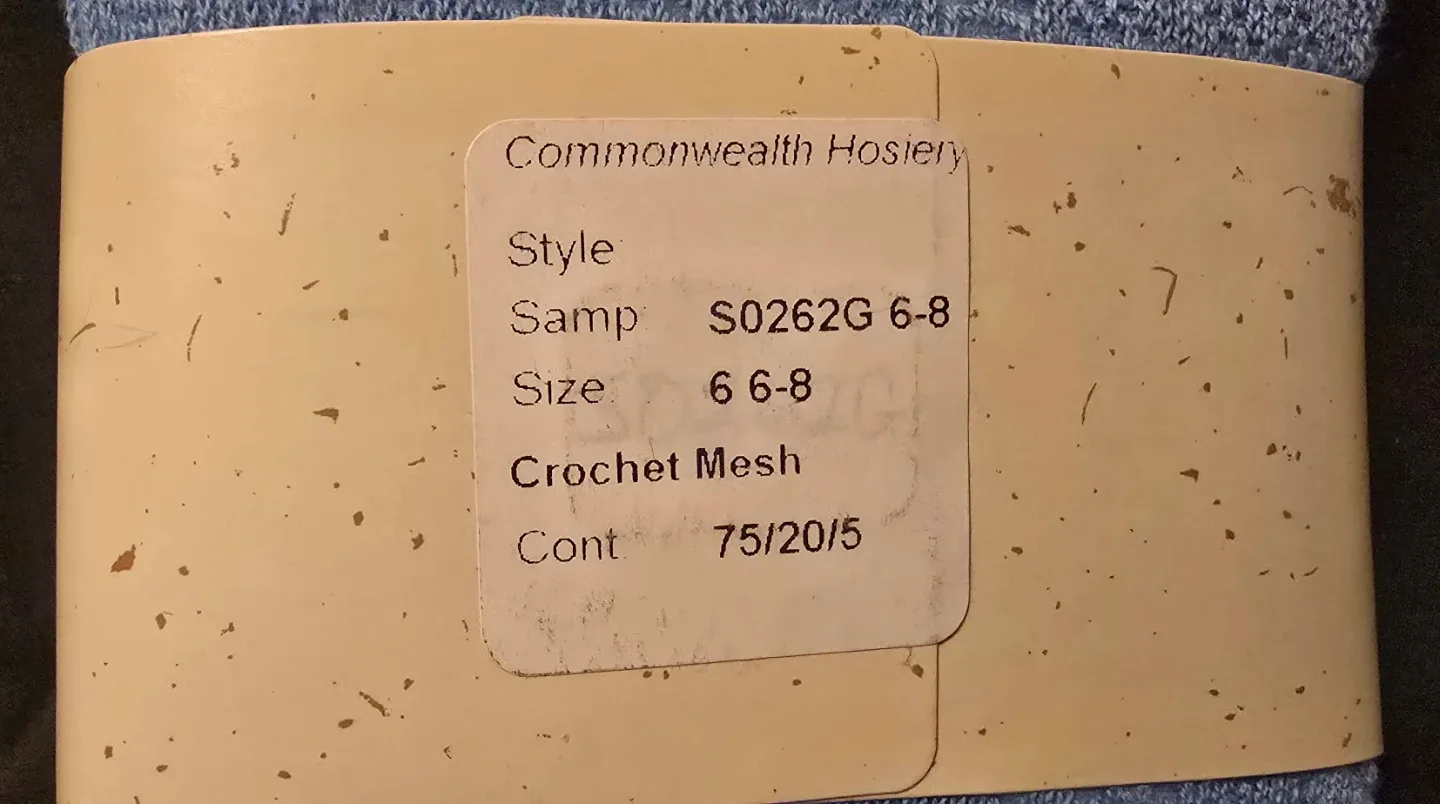 Commonwealth Hosiery
Style
Samp S0262G 6-8
Size 6 6-8
Crochet Mesh
Cont 75/20/5